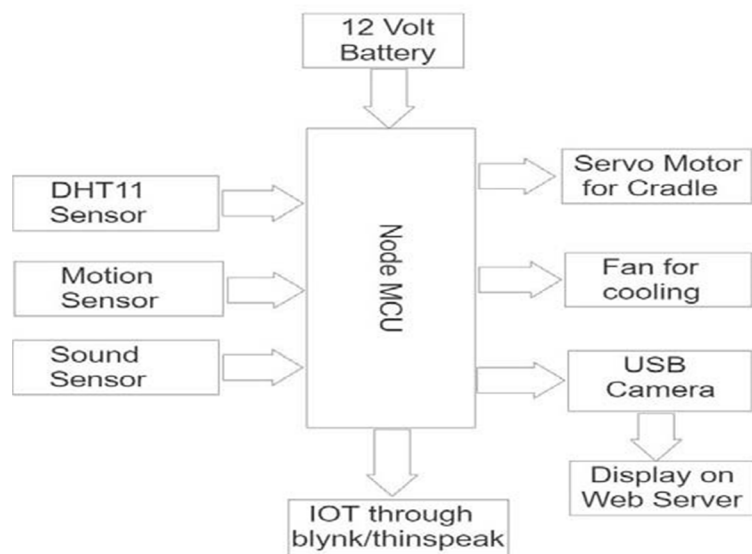 12 Volt
Battery
DHT11
Sensor
Motion
Sensor
Sound
Sensor
Node MCU
Servo Motor
for Cradle
Fan for
cooling
USB
Camera
Display on
Web Server
IOT through
blynk/thinspeak